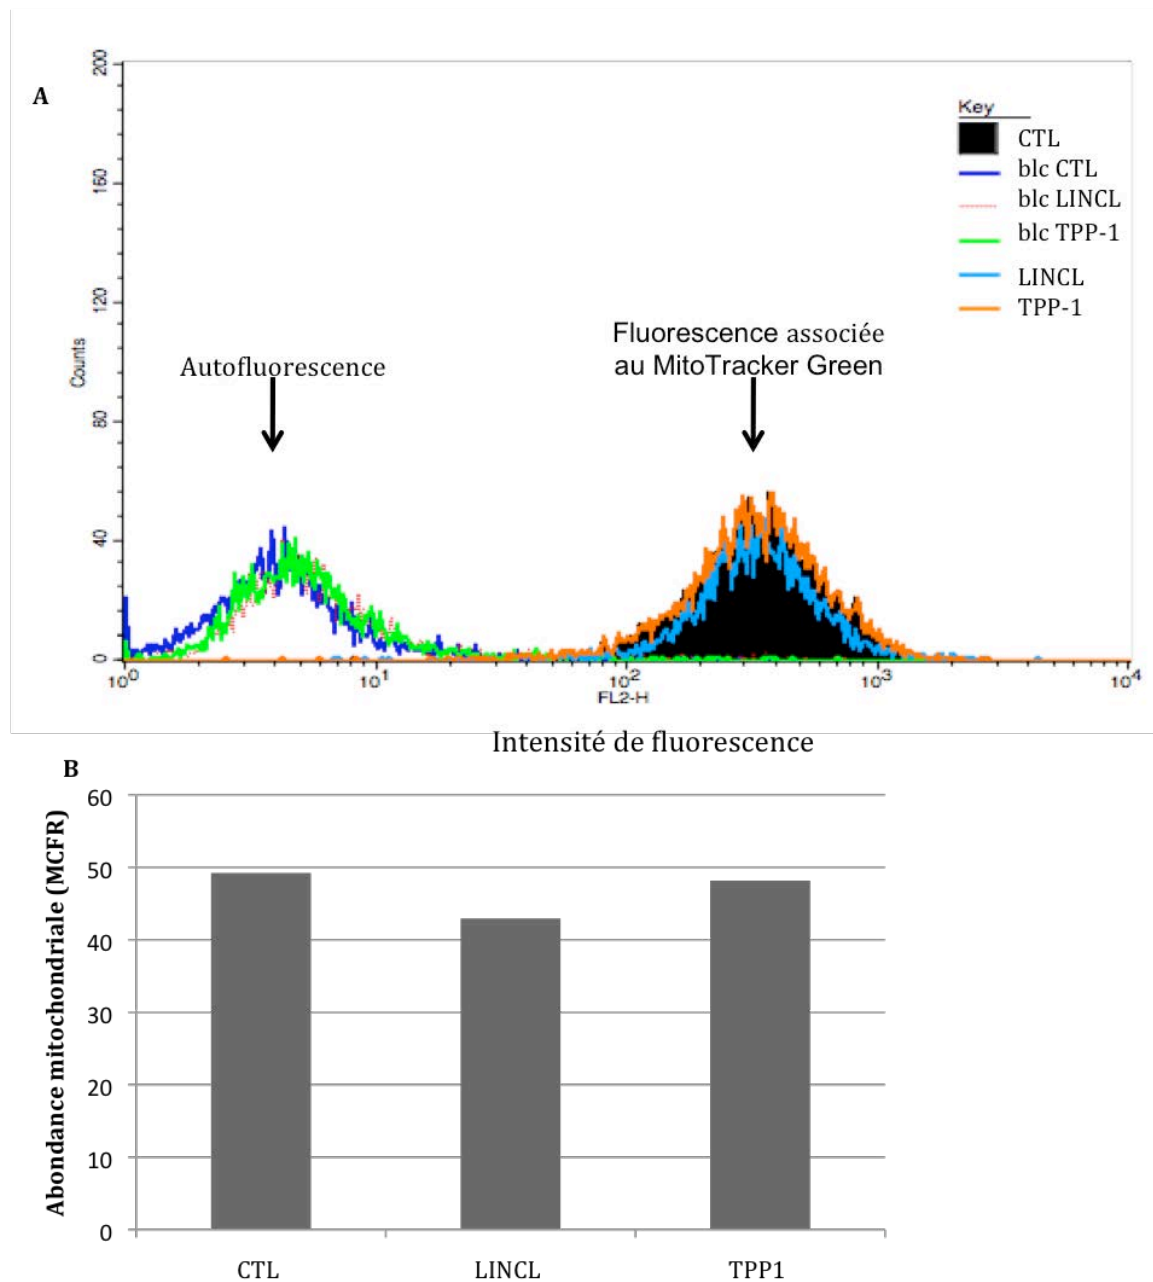 A
200
160
120
80
40
0
Counts
Key
CTL
blc CTL
blc LINCL
blc TPP-1
LINCL
TPP-1
Autofluorescence
Fluorescence associée
au MitoTracker Green
10⁰ 10¹ 10² 10³ 10⁴
FL2-H
Intensité de fluorescence
B
Abondance mitochondriale (MCFR)
60
50
40
30
20
10
0
CTL LINCL TPP1